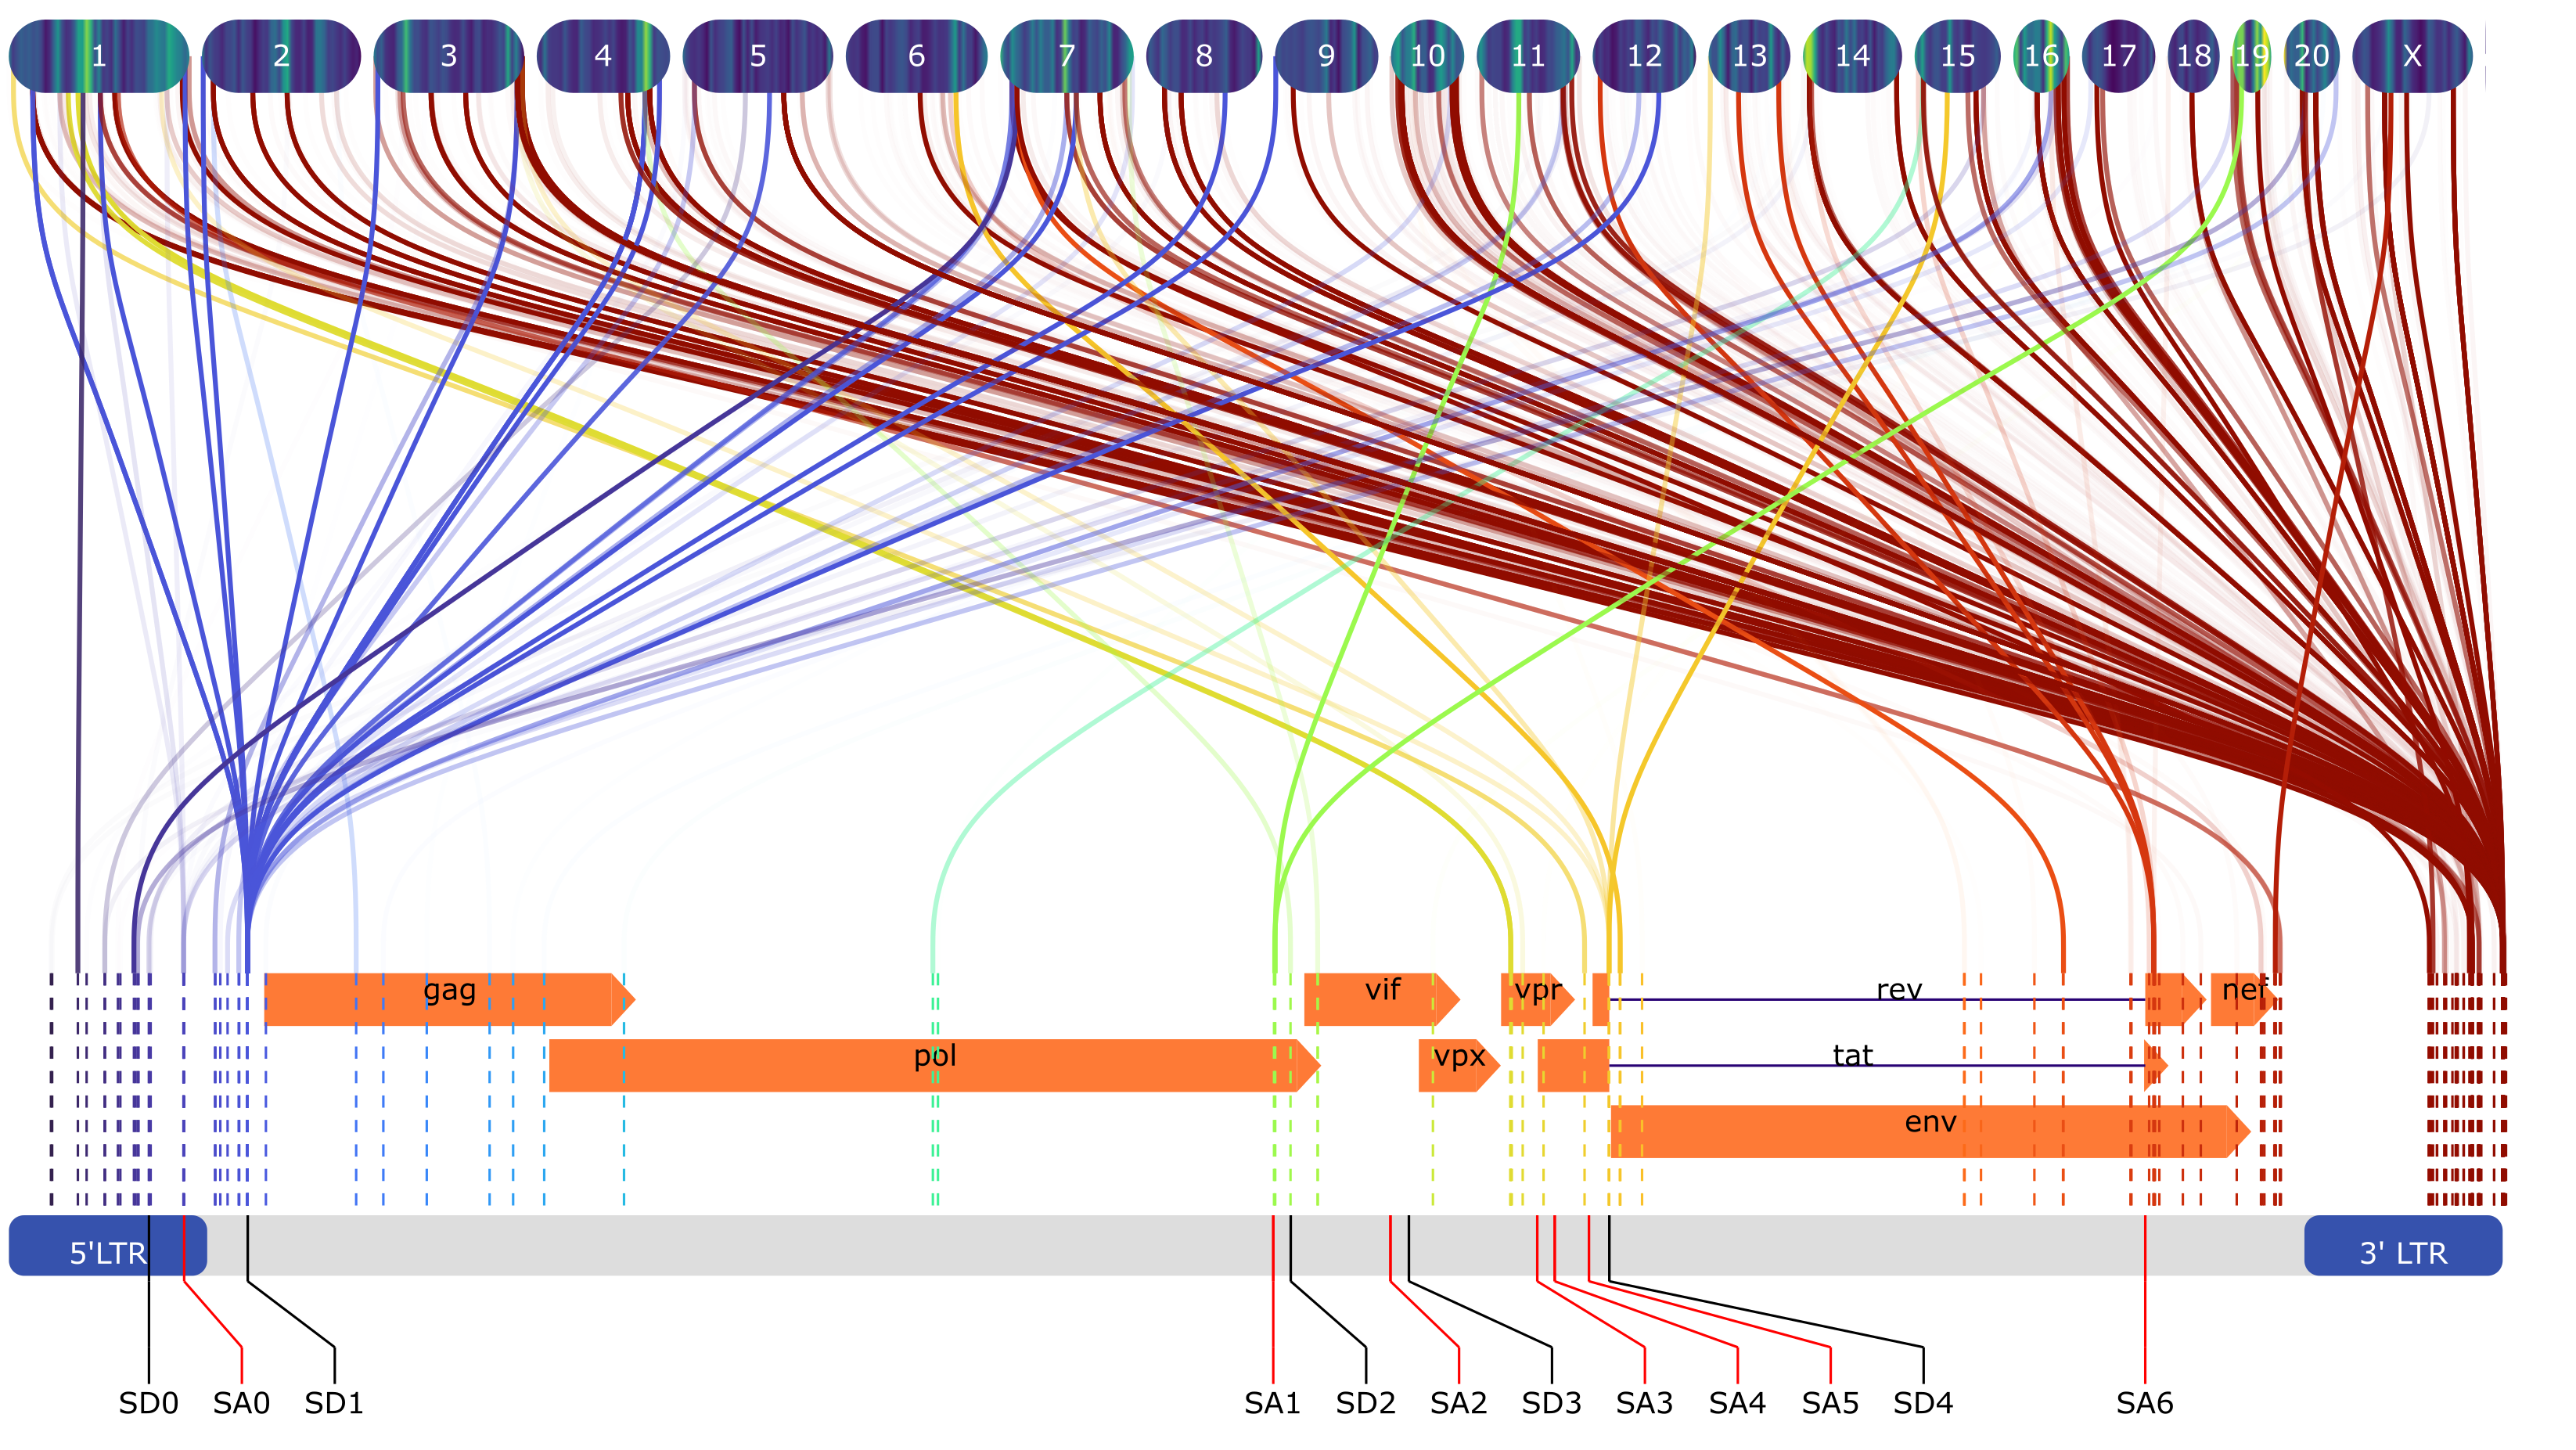 1 2 3 4 5 6 7 8 9 10 11 12 13 14 15 16 17 18 19 20 X
gag vif vpr rev nef
pol vpx tat
env
5'LTR 3' LTR
SD0 SA0 SD1 SA1 SD2 SA2 SD3 SA3 SA4 SA5 SD4 SA6